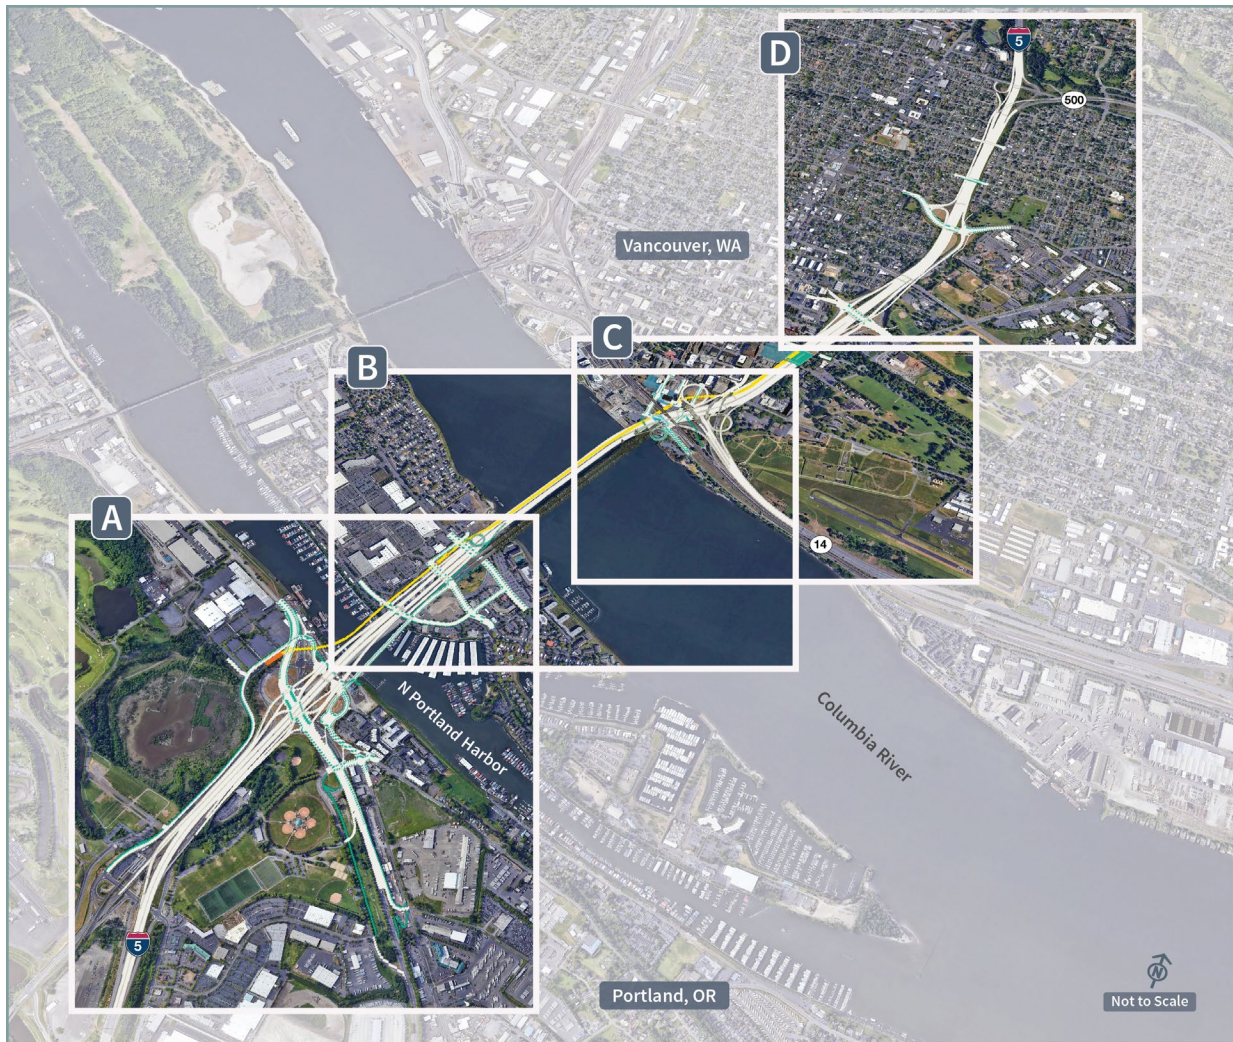 D
5
500
Vancouver, WA
C
B
A
14
N Portland Harbor
Columbia River
5
N
Portland, OR
Not to Scale